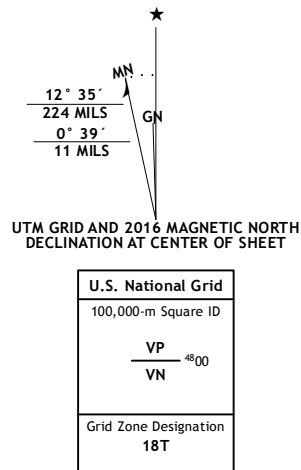 ★
MN
12° 35´
224 MILS
GN
0° 39´
11 MILS
UTM GRID AND 2016 MAGNETIC NORTH
DECLINATION AT CENTER OF SHEET
U.S. National Grid
100,000-m Square ID
VP
⁴⁸00
VN
Grid Zone Designation
18T